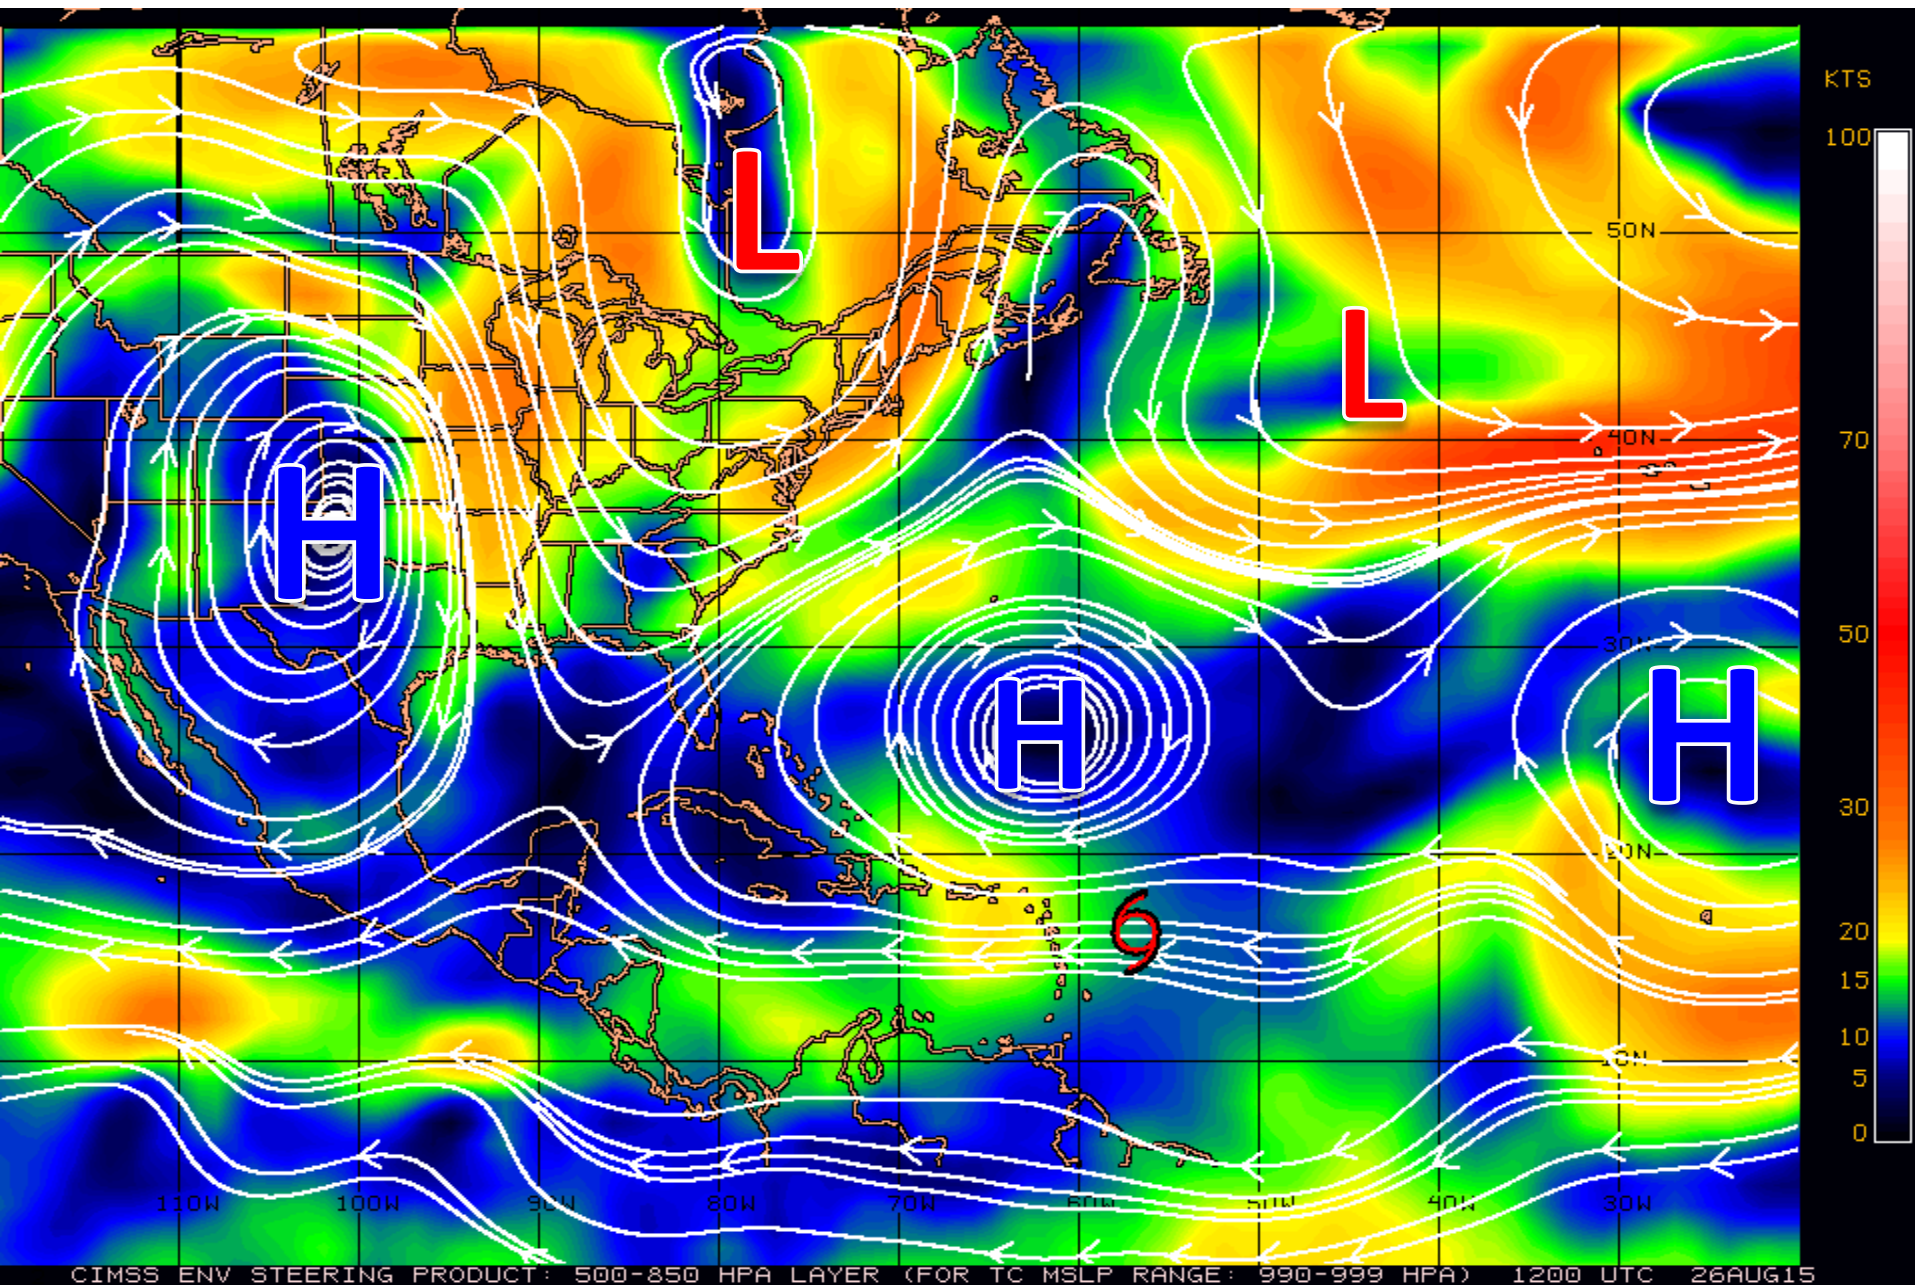 KTS
100
L
50N
L
70
40N
H
50
30N
H
H
30
20N
20
15
10
10N
5
0
110W 100W 90W 80W 70W 60W 50W 40W 30W
CIMSS ENV STEERING PRODUCT: 500-850 HPA LAYER (FOR TC MSLP RANGE: 990-999 HPA) 1200 UTC 26AUG15